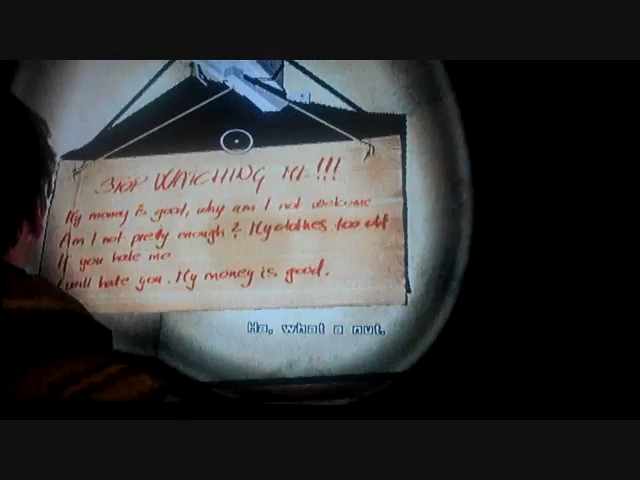 STOP WATCHING ME!!!
My money is good, why am I not welcome
Am I not pretty enough? My clothes too off
If you hate me
I will hate you. My money is good.
Ha, what a nut.